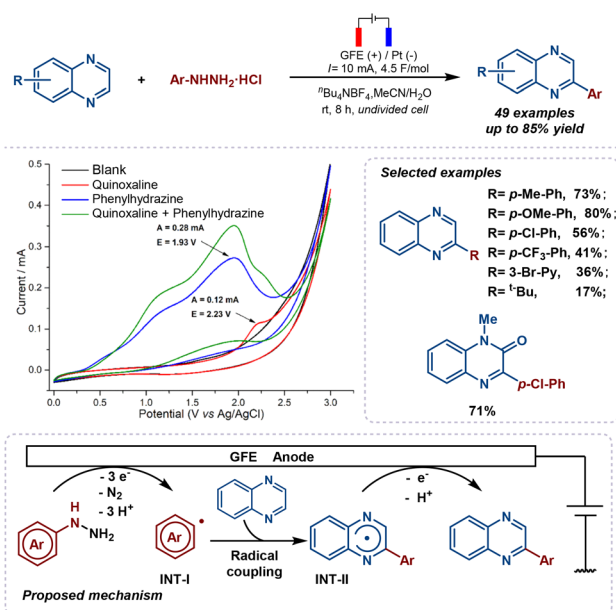 GFE (+) / Pt (-)
I= 10 mA, 4.5 F/mol
R N N + Ar-NHNH₂·HCl R N N Ar
ⁿBu₄NBF₄,MeCN/H₂O
rt, 8 h, undivided cell
49 examples
up to 85% yield
0.5
0.4
0.3
0.2
0.1
0.0
Current / mA
Blank
Quinoxaline
Phenylhydrazine
Quinoxaline + Phenylhydrazine
A = 0.28 mA
E = 1.93 V
A = 0.12 mA
E = 2.23 V
0.0 0.5 1.0 1.5 2.0 2.5 3.0
Potential (V vs Ag/AgCl)
Selected examples
N N R
R= p-Me-Ph, 73%;
R= p-OMe-Ph, 80%;
R= p-Cl-Ph, 56%;
R= p-CF₃-Ph, 41%;
R= 3-Br-Py, 36%;
R= ᵗ-Bu, 17%;
Me
N O
N p-Cl-Ph
71%
GFE Anode
- 3 e⁻
- N₂
- 3 H⁺
- e⁻
- H⁺
H
N
NH₂
Ar
Ar
N
N
N
N Ar
N
N Ar
INT-I
Radical
coupling
INT-II
Proposed mechanism